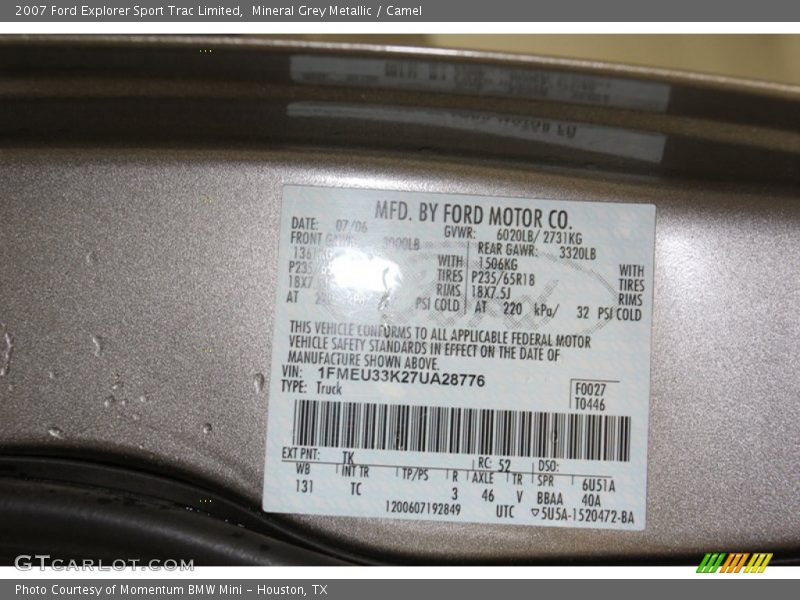 2007 Ford Explorer Sport Trac Limited, Mineral Grey Metallic / Camel
MFD. BY FORD MOTOR CO.
DATE: 07/06 GVWR: 6020LB/ 2731KG
FRONT GAWR: 3000LB REAR GAWR: 3320LB
WITH 1506KG WITH
TIRES P235/65R18 TIRES
18X7 RIMS 18X7.5J RIMS
AT PSI COLD AT 220 kPa/ 32 PSI COLD
THIS VEHICLE CONFORMS TO ALL APPLICABLE FEDERAL MOTOR
VEHICLE SAFETY STANDARDS IN EFFECT ON THE DATE OF
MANUFACTURE SHOWN ABOVE.
VIN: 1FMEU33K27UA28776
TYPE: Truck
F0027
T0446
EXT PNT: TK RC: 52 DSO:
WB INT TR TP/PS R AXLE TR SPR 6U51A
131 TC 3 46 V BBAA 40A
1200607192849 UTC ▽5U5A-1520472-BA
GTCARLOT.COM
Photo Courtesy of Momentum BMW Mini - Houston, TX